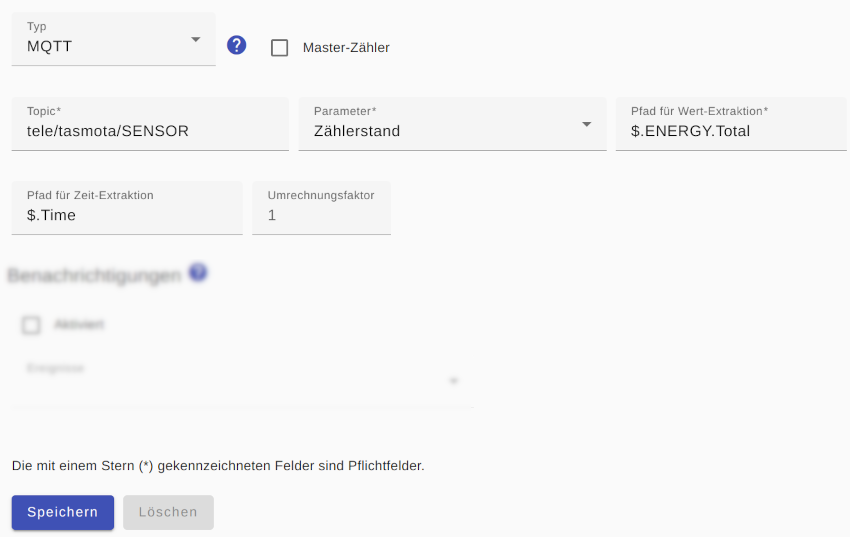 Typ
MQTT
Master-Zähler
Topic*
tele/tasmota/SENSOR
Parameter*
Zählerstand
Pfad für Wert-Extraktion*
$.ENERGY.Total
Pfad für Zeit-Extraktion
$.Time
Umrechnungsfaktor
1
Benachrichtigungen
Aktiviert
Ereignisse
Die mit einem Stern (*) gekennzeichneten Felder sind Pflichtfelder.
Speichern
Löschen